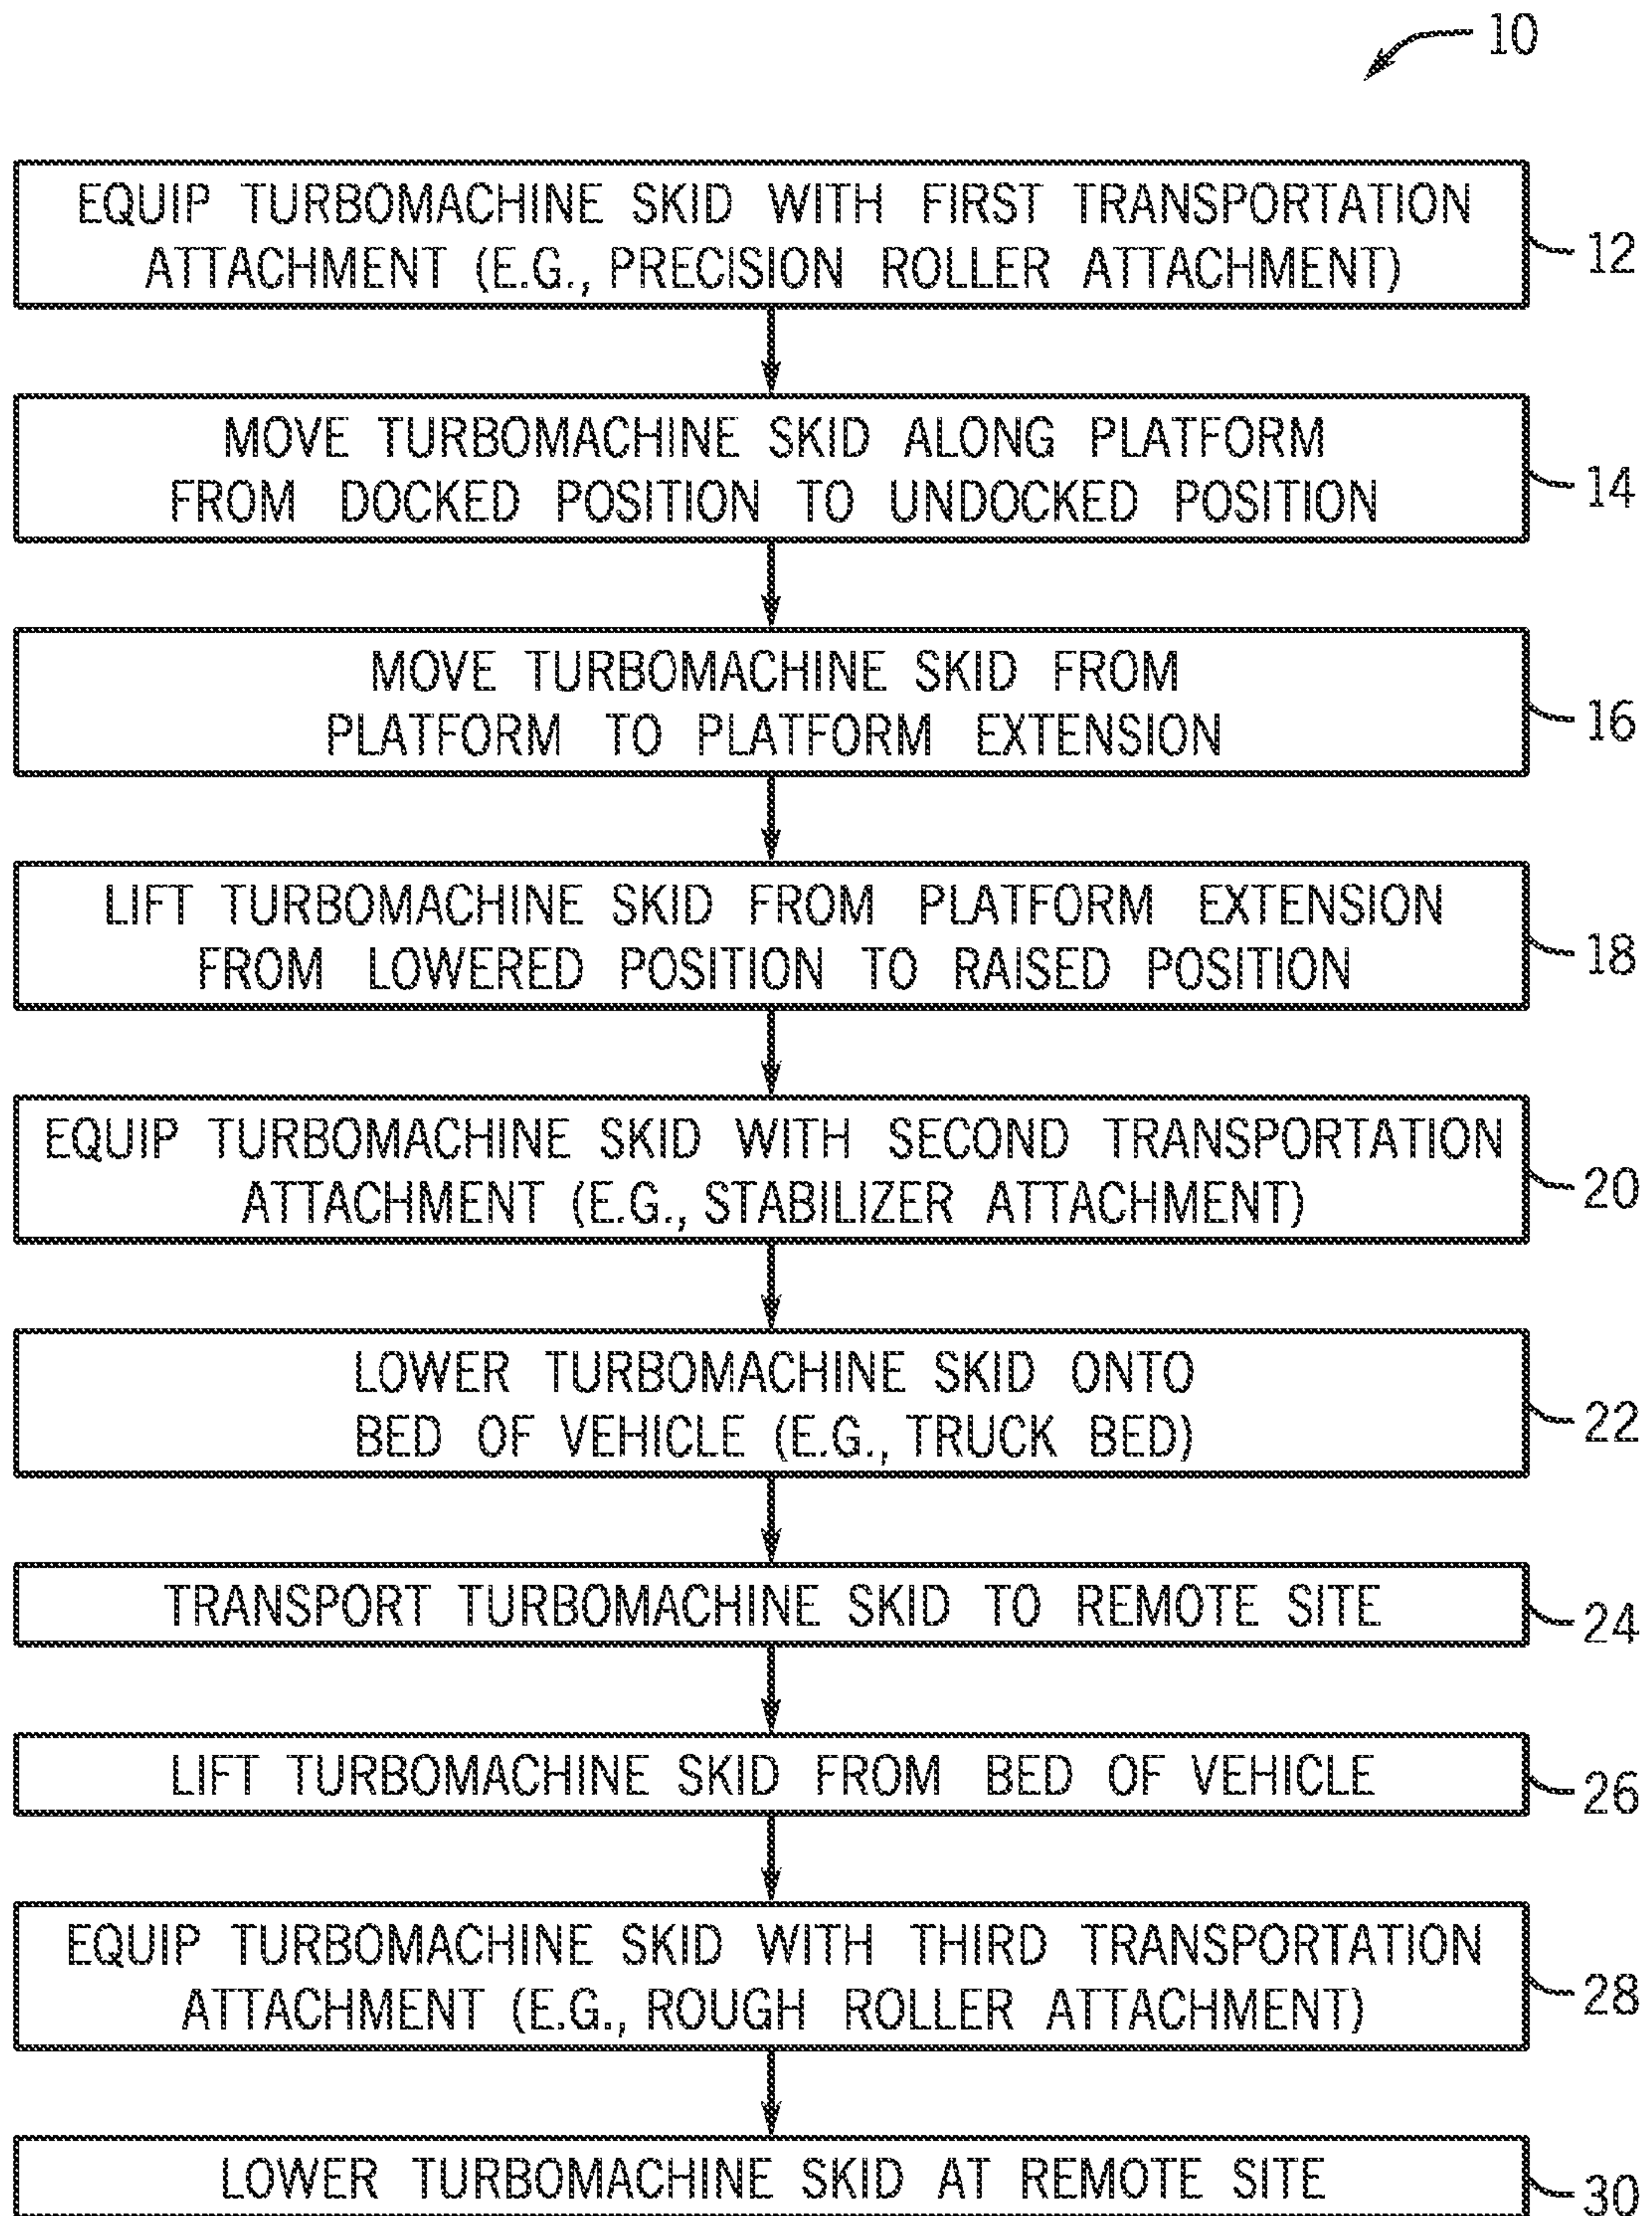 10
EQUIP TURBOMACHINE SKID WITH FIRST TRANSPORTATION
ATTACHMENT (E.G., PRECISION ROLLER ATTACHMENT)
12
MOVE TURBOMACHINE SKID ALONG PLATFORM
FROM DOCKED POSITION TO UNDOCKED POSITION
14
MOVE TURBOMACHINE SKID FROM
PLATFORM TO PLATFORM EXTENSION
16
LIFT TURBOMACHINE SKID FROM PLATFORM EXTENSION
FROM LOWERED POSITION TO RAISED POSITION
18
EQUIP TURBOMACHINE SKID WITH SECOND TRANSPORTATION
ATTACHMENT (E.G., STABILIZER ATTACHMENT)
20
LOWER TURBOMACHINE SKID ONTO
BED OF VEHICLE (E.G., TRUCK BED)
22
TRANSPORT TURBOMACHINE SKID TO REMOTE SITE
24
LIFT TURBOMACHINE SKID FROM BED OF VEHICLE
26
EQUIP TURBOMACHINE SKID WITH THIRD TRANSPORTATION
ATTACHMENT (E.G., ROUGH ROLLER ATTACHMENT)
28
LOWER TURBOMACHINE SKID AT REMOTE SITE
30